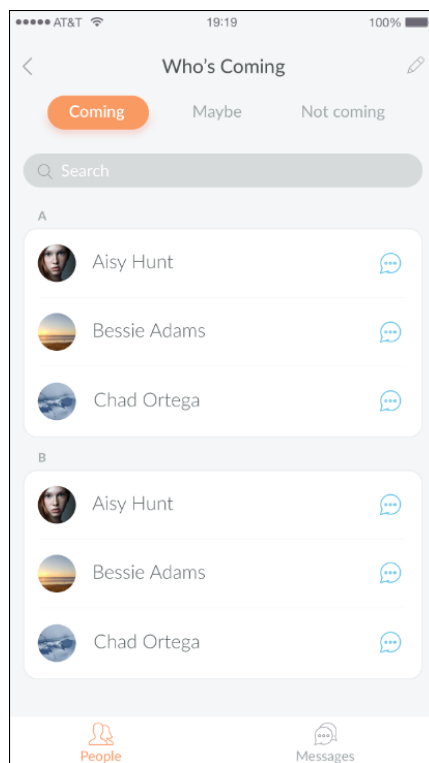 AT&T 19:19 100%
Who's Coming
Coming Maybe Not coming
Search
A
Aisy Hunt
Bessie Adams
Chad Ortega
B
Aisy Hunt
Bessie Adams
Chad Ortega
People Messages